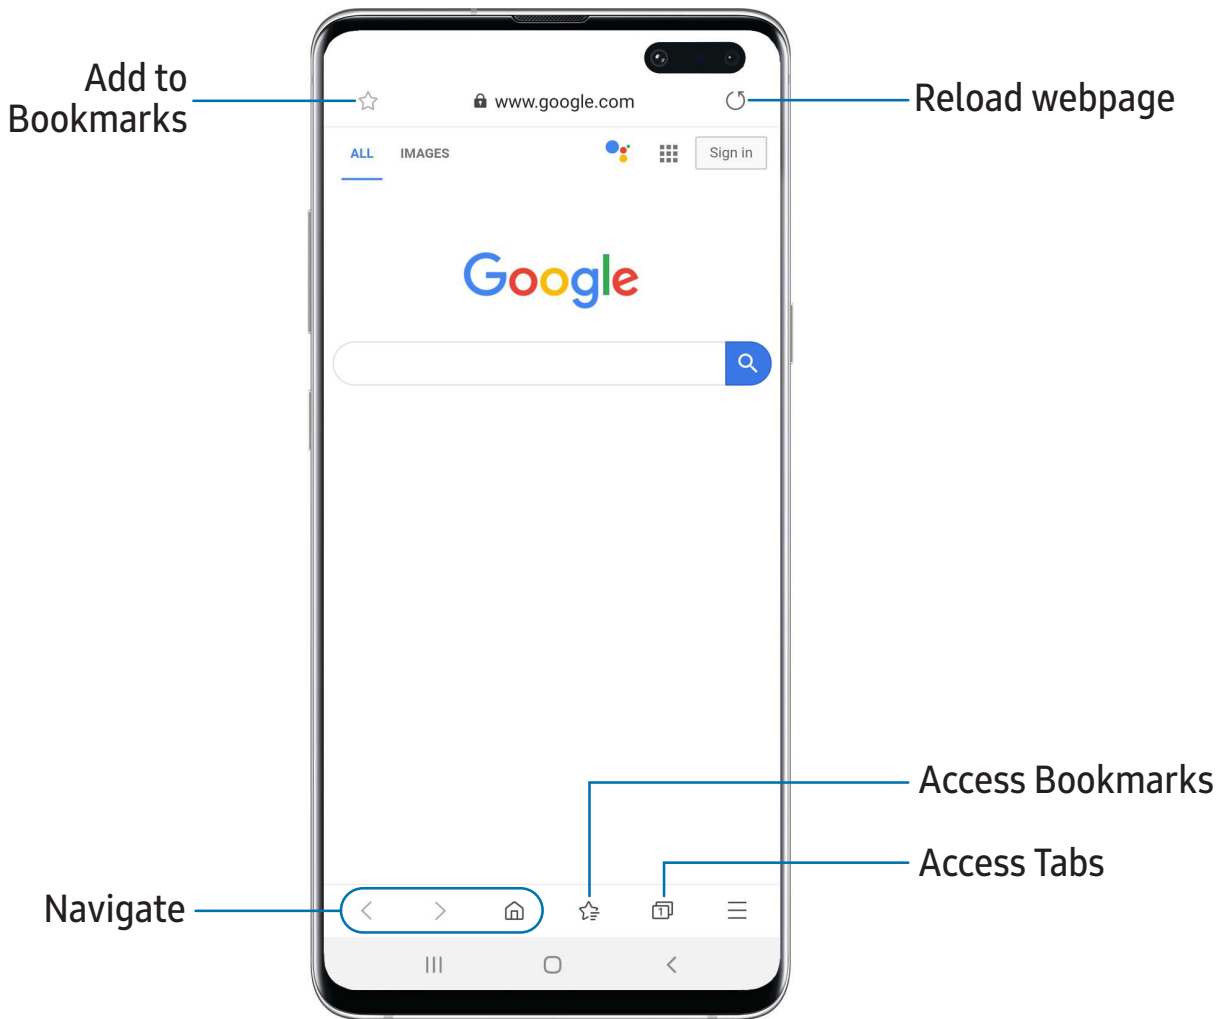 Add to
Bookmarks
www.google.com
Reload webpage
ALL IMAGES
Sign in
Google
Access Bookmarks
Access Tabs
Navigate
1